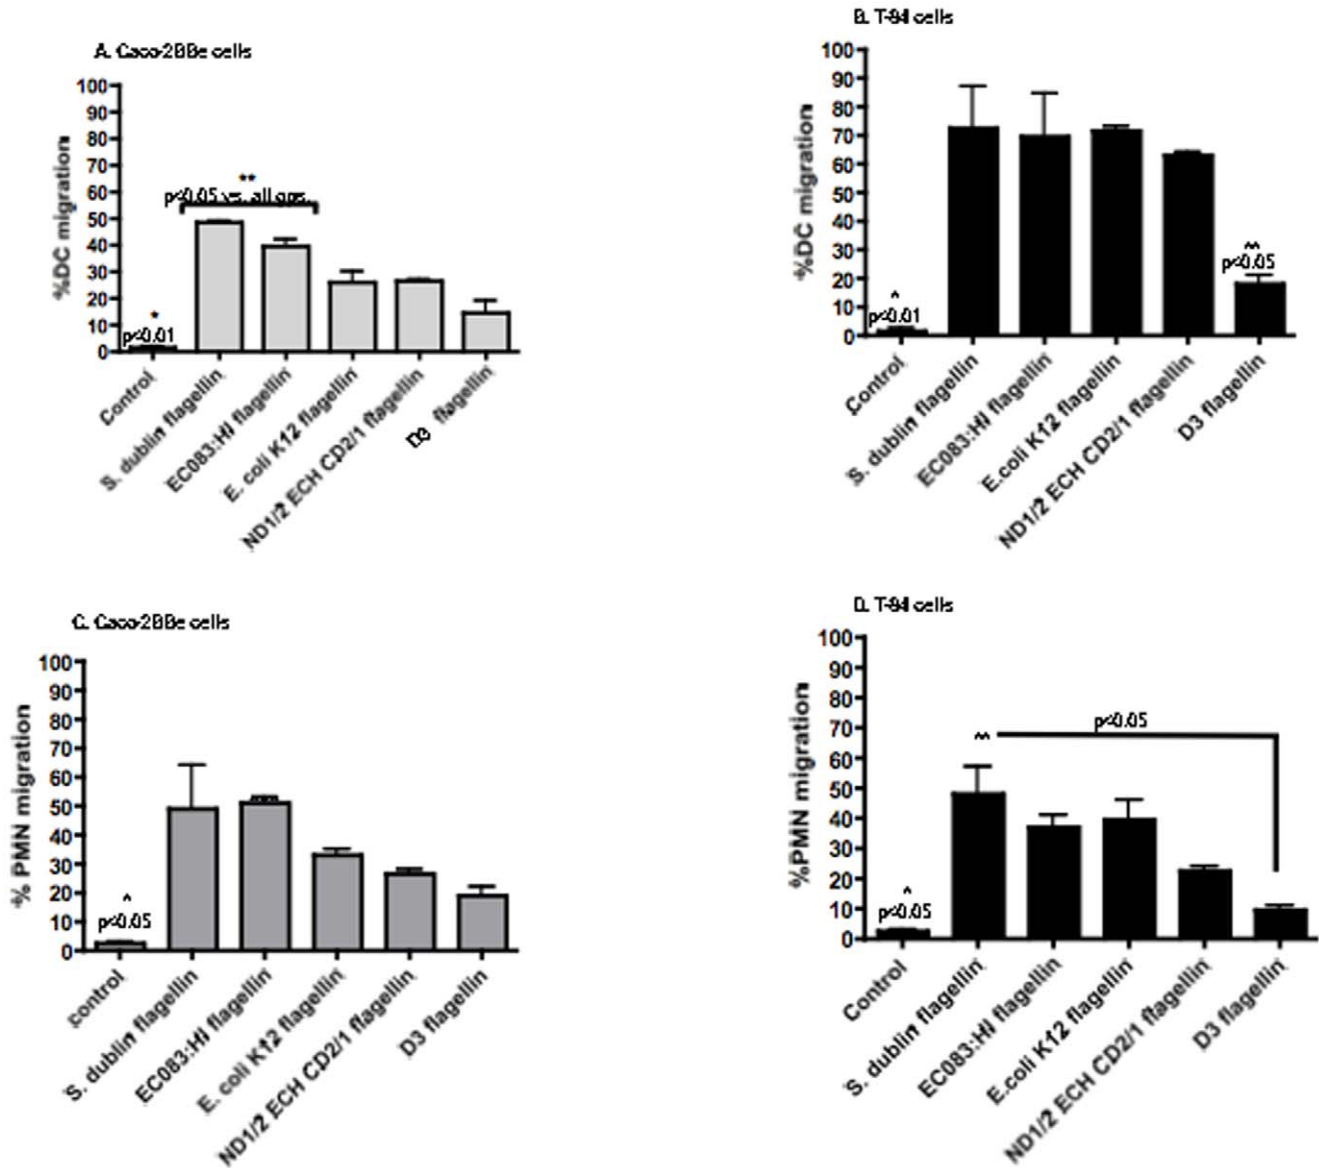 A. Caco-2BBe cells
100
90
80
70
60
50
40
30
20
10
0
%DC migration
**
p<0.05 vs. all gps.
*
p<0.01
Control
S. dublin flagellin
EC083:HI flagellin
E. coli K12 flagellin
ND1/2 ECH CD2/1 flagellin
D3 flagellin
B. T-84 cells
100
90
80
70
60
50
40
30
20
10
0
%DC migration
^
p<0.01
^^
p<0.05
Control
S. dublin flagellin
EC083:HI flagellin
E.coli K12 flagellin
ND1/2 ECH CD2/1 flagellin
D3 flagellin
C. Caco-2BBe cells
100
90
80
70
60
50
40
30
20
10
0
% PMN migration
^
p<0.05
control
S. dublin flagellin
EC083:HI flagellin
E. coli K12 flagellin
ND1/2 ECH CD2/1 flagellin
D3 flagellin
D. T-84 cells
100
90
80
70
60
50
40
30
20
10
0
%PMN migration
^^
p<0.05
^
p<0.05
Control
S. dublin flagellin
EC083:HI flagellin
E.coli K12 flagellin
ND1/2 ECH CD2/1 flagellin
D3 flagellin